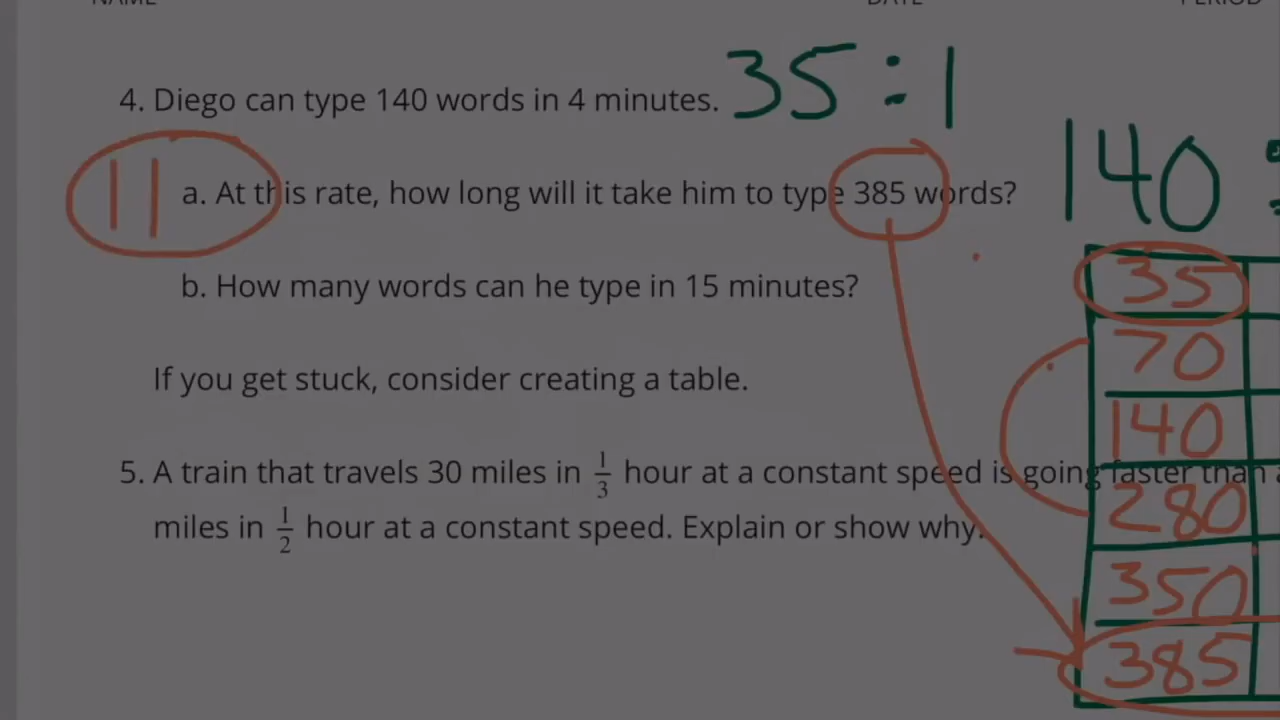 NAME DATE PERIOD
4. Diego can type 140 words in 4 minutes. 35 : 1
140
11 a. At this rate, how long will it take him to type 385 words?
b. How many words can he type in 15 minutes?
If you get stuck, consider creating a table.
5. A train that travels 30 miles in 1/3 hour at a constant speed is going faster than
miles in 1/2 hour at a constant speed. Explain or show why.
35
70
140
280
350
385